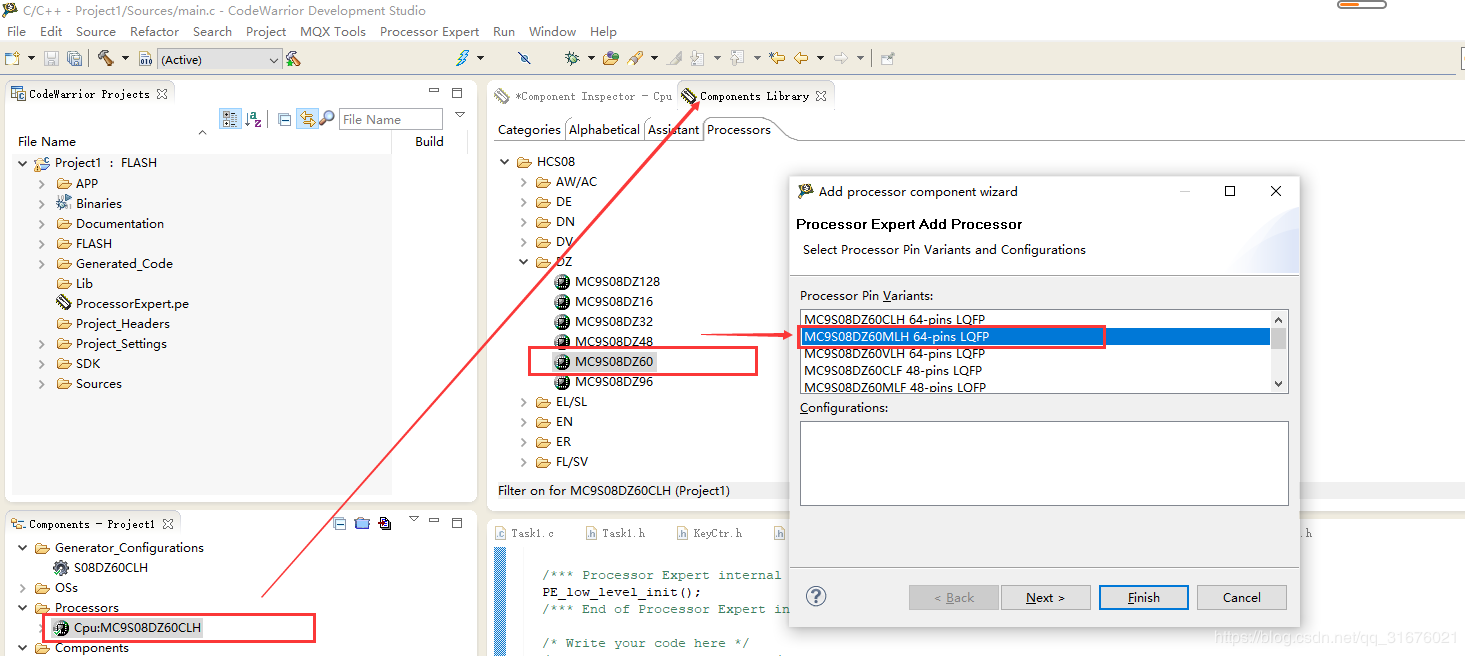 C/C++ - Project1/Sources/main.c - CodeWarrior Development Studio
File Edit Source Refactor Search Project MQX Tools Processor Expert Run Window Help
(Active)
CodeWarrior Projects
File Name
File Name Build
Project1 : FLASH
APP
Binaries
Documentation
FLASH
Generated_Code
Lib
ProcessorExpert.pe
Project_Headers
Project_Settings
SDK
Sources
Components - Project1
Generator_Configurations
S08DZ60CLH
OSs
Processors
Cpu:MC9S08DZ60CLH
Components
*Component Inspector - Cpu Components Library
Categories Alphabetical Assistant Processors
HCS08
AW/AC
DE
DN
DV
DZ
MC9S08DZ128
MC9S08DZ16
MC9S08DZ32
MC9S08DZ48
MC9S08DZ60
MC9S08DZ96
EL/SL
EN
ER
FL/SV
Filter on for MC9S08DZ60CLH (Project1)
Task1.c Task1.h KeyCtr.h .h
/*** Processor Expert internal
PE_low_level_init();
/*** End of Processor Expert in
/* Write your code here */
Add processor component wizard
Processor Expert Add Processor
Select Processor Pin Variants and Configurations
Processor Pin Variants:
MC9S08DZ60CLH 64-pins LQFP
MC9S08DZ60MLH 64-pins LQFP
MC9S08DZ60VLH 64-pins LQFP
MC9S08DZ60CLF 48-pins LQFP
MC9S08DZ60MLF 48-pins LQFP
Configurations:
< Back Next > Finish Cancel
https://blog.csdn.net/qq_31676021